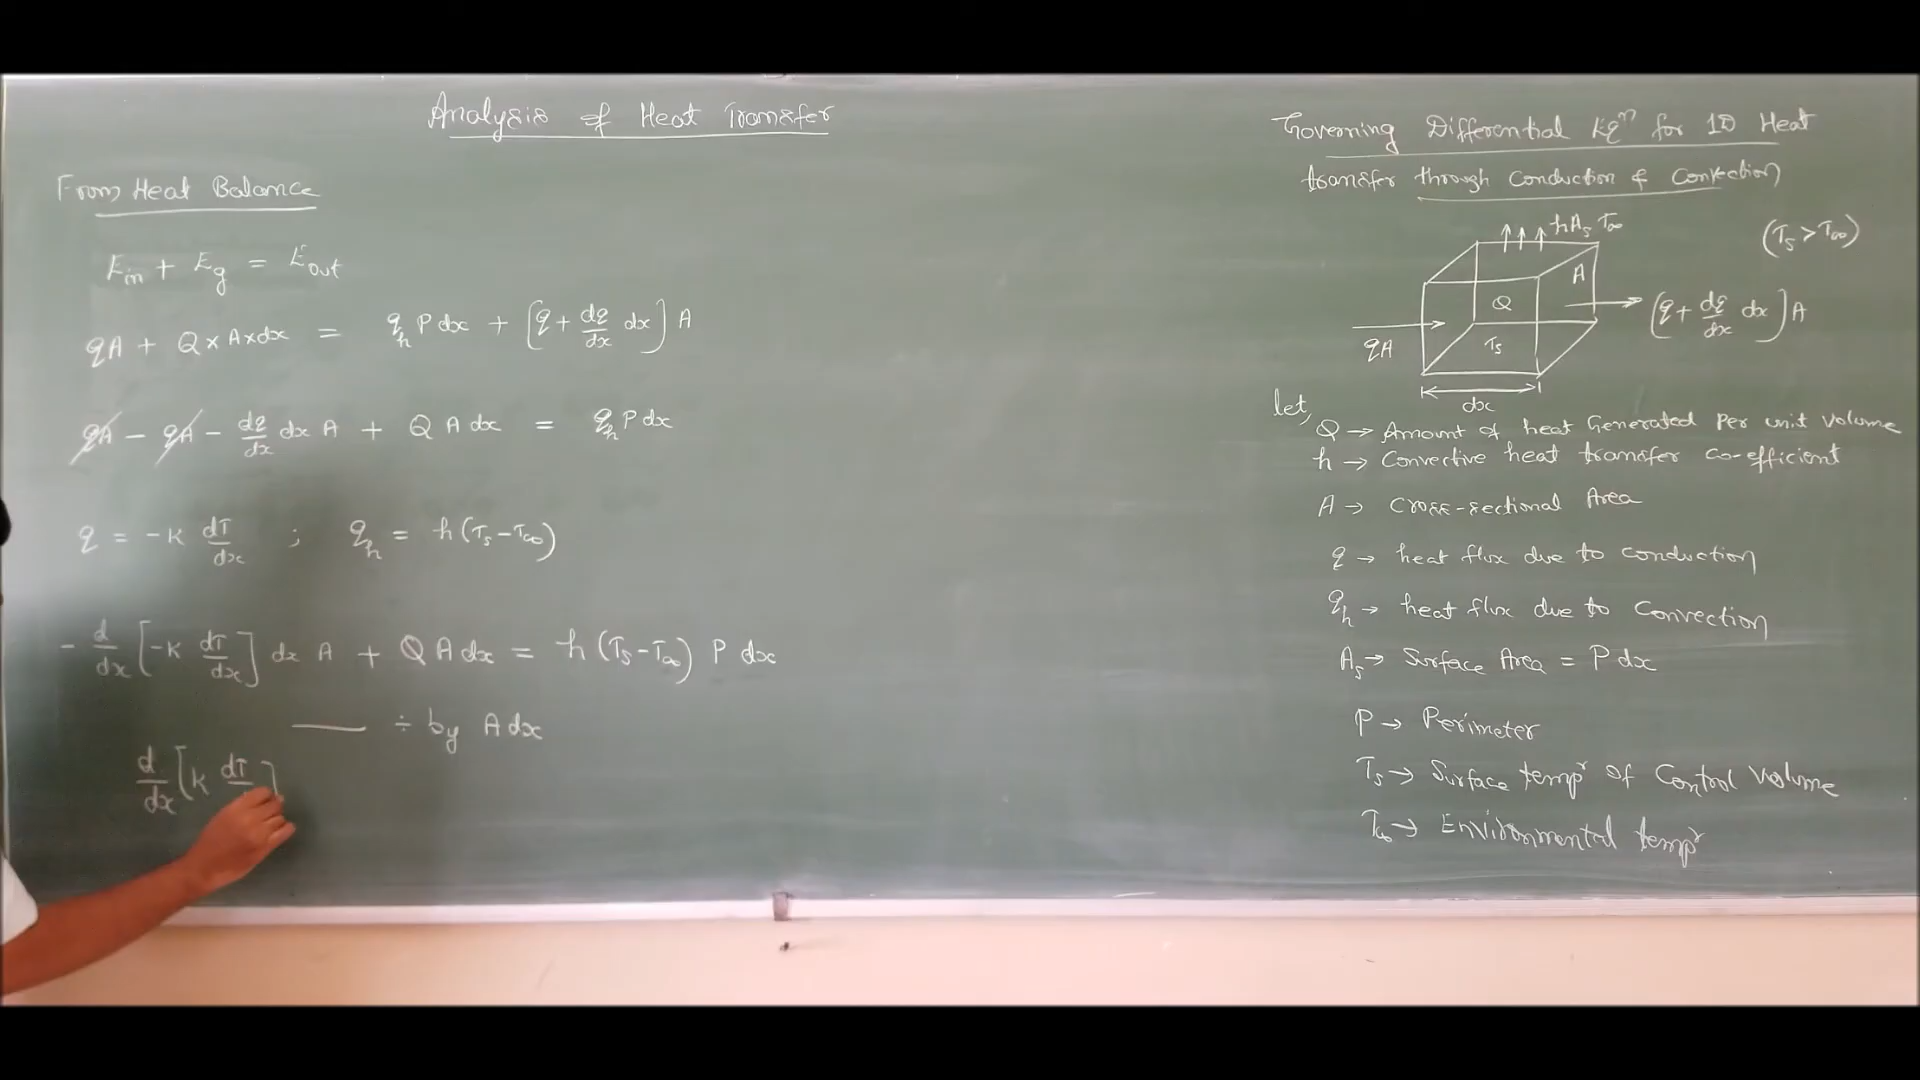 Analysis of Heat Transfer
From Heat Balance
Ein + Eg = Eout
qA + Q × A × dx = qh P dx + [q + dq/dx dx] A
qA - qA - dq/dx dx A + Q A dx = qh P dx
q = -K dT/dx ; qh = h(Ts - T∞)
- d/dx [-K dT/dx] dx A + Q A dx = h (Ts - T∞) P dx
÷ by A dx
d/dx [K dT/
Governing Differential Eqn for 1D Heat
transfer through Conduction & Convection
hAs T∞
(Ts > T∞)
A
Q
(q + dq/dx dx) A
qA
Ts
dx
let,
Q → Amount of heat Generated per unit volume
h → Convective heat transfer co-efficient
A → cross-sectional Area
q → heat flux due to conduction
qh → heat flux due to Convection
As → Surface Area = P dx
P → Perimeter
Ts → Surface tempr of Control volume
T∞ → Environmental tempr